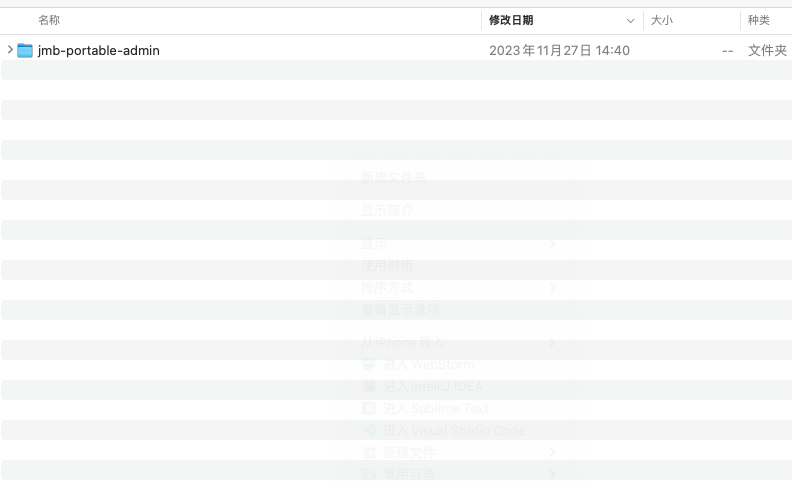 名称 修改日期 大小 种类
jmb-portable-admin 2023年11月27日 14:40 -- 文件夹
新建文件夹
显示简介
显示
使用群组
排序方式
查看显示选项
从 iPhone 导入
进入 WebStorm
进入 IntelliJ IDEA
进入 Sublime Text
进入 Visual Studio Code
新建文件
常用目录